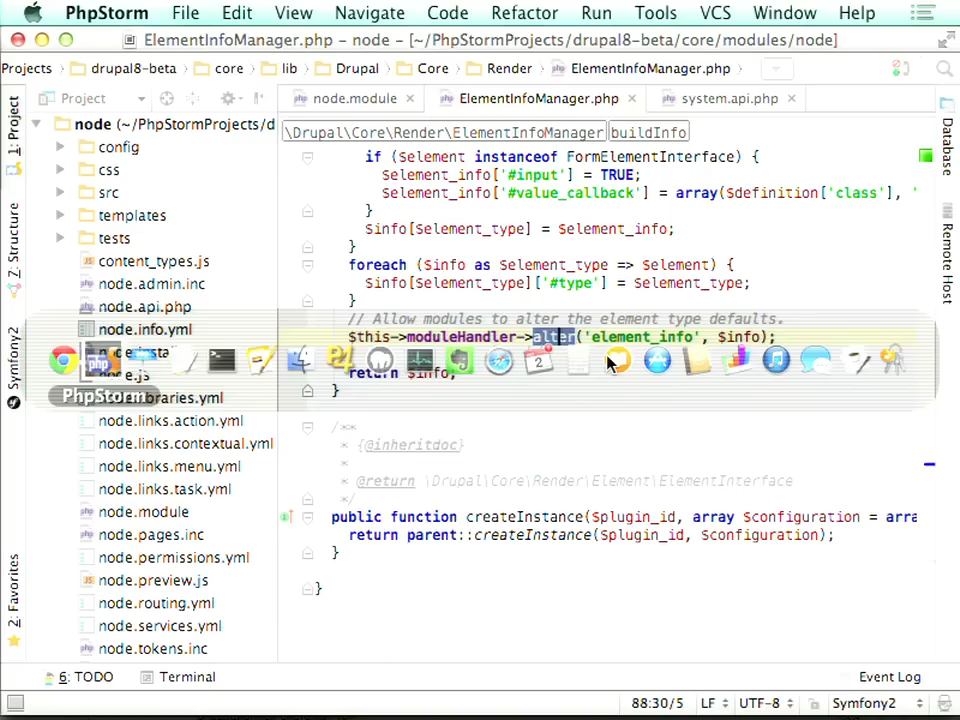 PhpStorm File Edit View Navigate Code Refactor Run Tools VCS Window Help
ElementInfoManager.php – node – [~/PhpStormProjects/drupal8-beta/core/modules/node]
Projects drupal8-beta core lib Drupal Core Render ElementInfoManager.php
Project node.module ElementInfoManager.php system.api.php
1: Project
7: Structure
Symfony2
2: Favorites
node (~/PhpStormProjects/d
config
css
src
templates
tests
content_types.js
node.admin.inc
node.api.php
node.info.yml
node.js
node.links.action.yml
node.links.contextual.yml
node.links.menu.yml
node.links.task.yml
node.module
node.pages.inc
node.permissions.yml
node.preview.js
node.routing.yml
node.services.yml
node.tokens.inc
PhpStorm
\Drupal\Core\Render\ElementInfoManager buildInfo
if ($element instanceof FormElementInterface) {
$element_info['#input'] = TRUE;
$element_info['#value_callback'] = array($definition['class'], '
}
$info[$element_type] = $element_info;
}
foreach ($info as $element_type => $element) {
$info[$element_type]['#type'] = $element_type;
}
// Allow modules to alter the element type defaults.
$this->moduleHandler->alter('element_info', $info);
return $info;
}
/**
* {@inheritdoc}
*
* @return \Drupal\Core\Render\Element\ElementInterface
*/
public function createInstance($plugin_id, array $configuration = arra
return parent::createInstance($plugin_id, $configuration);
}
}
Database
Remote Host
6: TODO Terminal Event Log
88:30/5 LF UTF-8 Symfony2